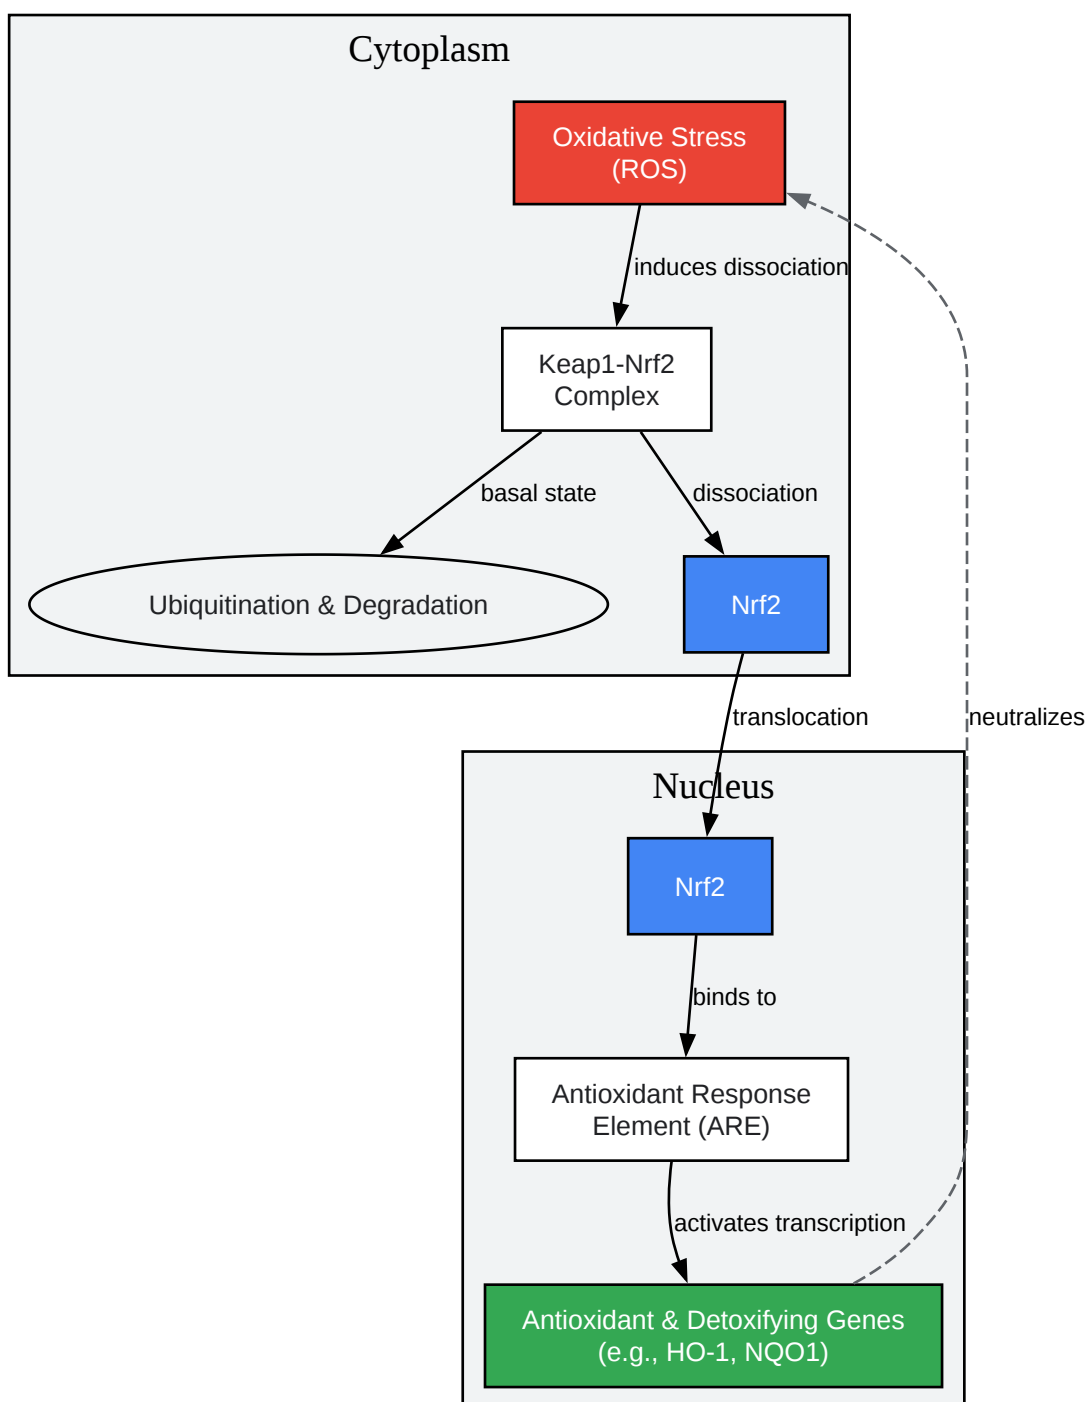 Cytoplasm
Oxidative Stress
(ROS)
induces dissociation
Keap1-Nrf2
Complex
basal state
dissociation
Ubiquitination & Degradation
Nrf2
translocation
neutralizes
Nucleus
Nrf2
binds to
Antioxidant Response
Element (ARE)
activates transcription
Antioxidant & Detoxifying Genes
(e.g., HO-1, NQO1)